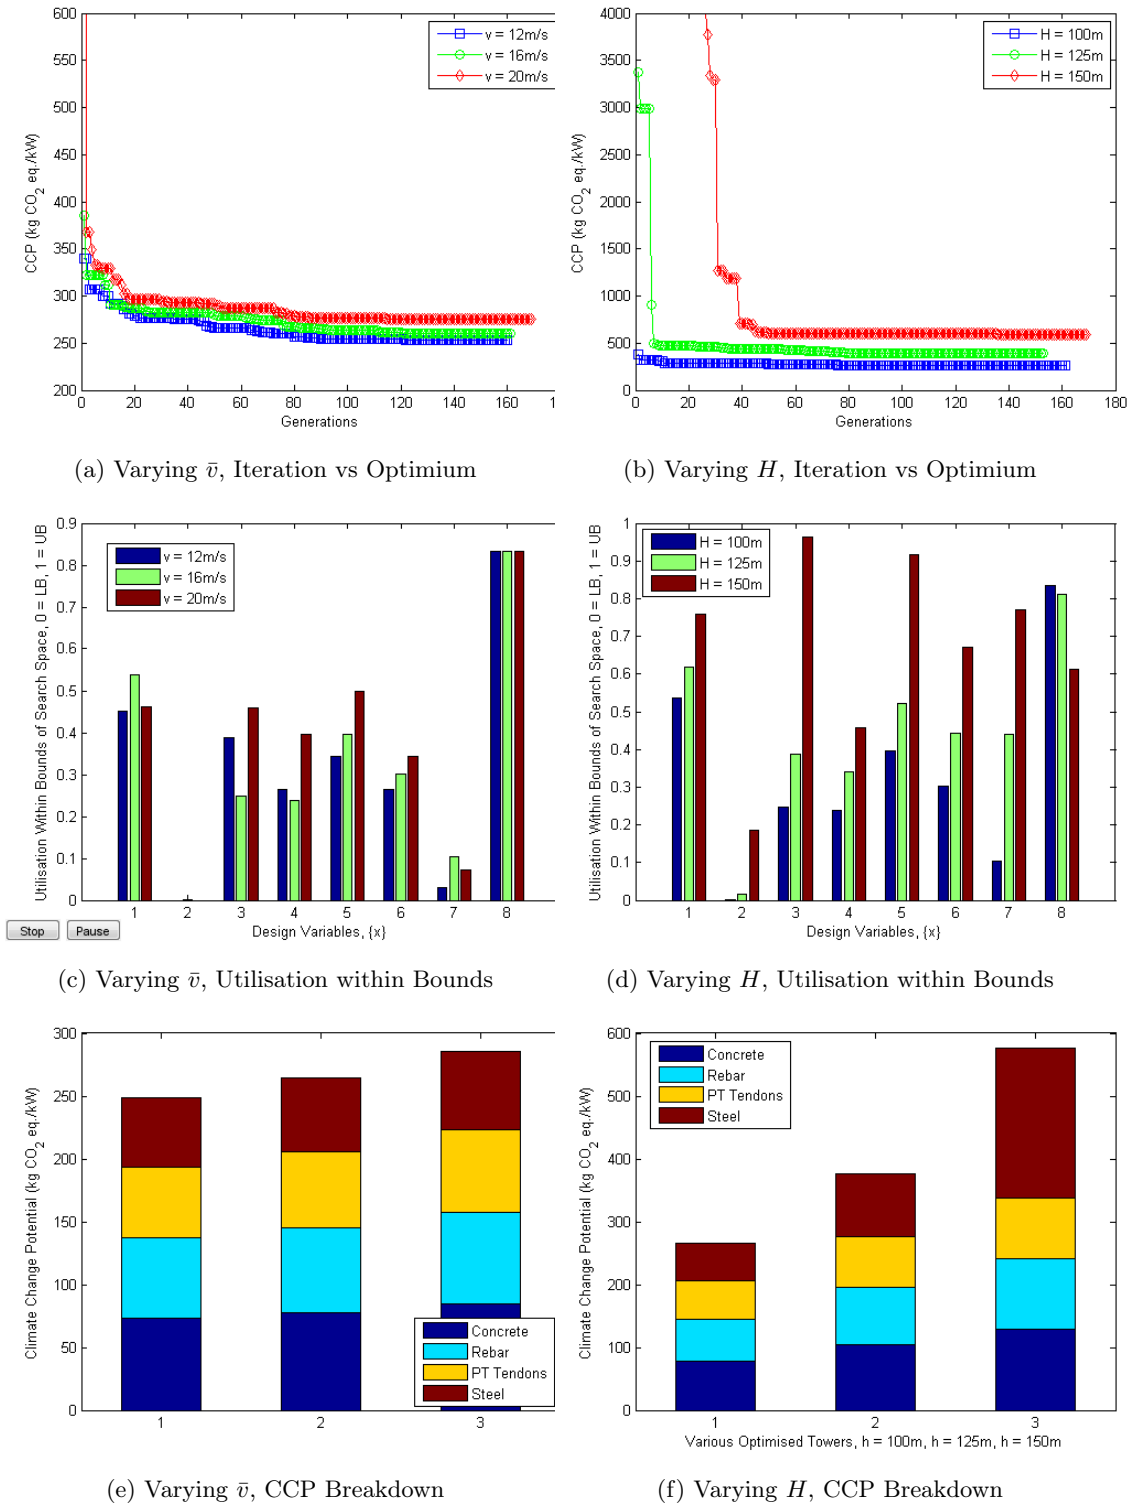 600
550
500
450
400
350
300
250
200
CCP (kg CO2 eq./kW)
v = 12m/s
v = 16m/s
v = 20m/s
0 20 40 60 80 100 120 140 160 1
Generations
4000
3500
3000
2500
2000
1500
1000
500
0
CCP (kg CO2 eq./kW)
H = 100m
H = 125m
H = 150m
0 20 40 60 80 100 120 140 160 180
Generations
(a) Varying v̄, Iteration vs Optimium
(b) Varying H, Iteration vs Optimium
0.9
0.8
0.7
0.6
0.5
0.4
0.3
0.2
0.1
0
Utilisation Within Bounds of Search Space, 0 = LB, 1 = UB
v = 12m/s
v = 16m/s
v = 20m/s
1 2 3 4 5 6 7 8
Design Variables, {x}
Stop
Pause
1
0.9
0.8
0.7
0.6
0.5
0.4
0.3
0.2
0.1
0
Utilisation Within Bounds of Search Space, 0 = LB, 1 = UB
H = 100m
H = 125m
H = 150m
1 2 3 4 5 6 7 8
Design Variables, {x}
(c) Varying v̄, Utilisation within Bounds
(d) Varying H, Utilisation within Bounds
300
250
200
150
100
50
0
Climate Change Potential (kg CO2 eq./kW)
Concrete
Rebar
PT Tendons
Steel
1 2 3
600
500
400
300
200
100
0
Climate Change Potential (kg CO2 eq./kW)
Concrete
Rebar
PT Tendons
Steel
1 2 3
Various Optimised Towers, h = 100m, h = 125m, h = 150m
(e) Varying v̄, CCP Breakdown
(f) Varying H, CCP Breakdown